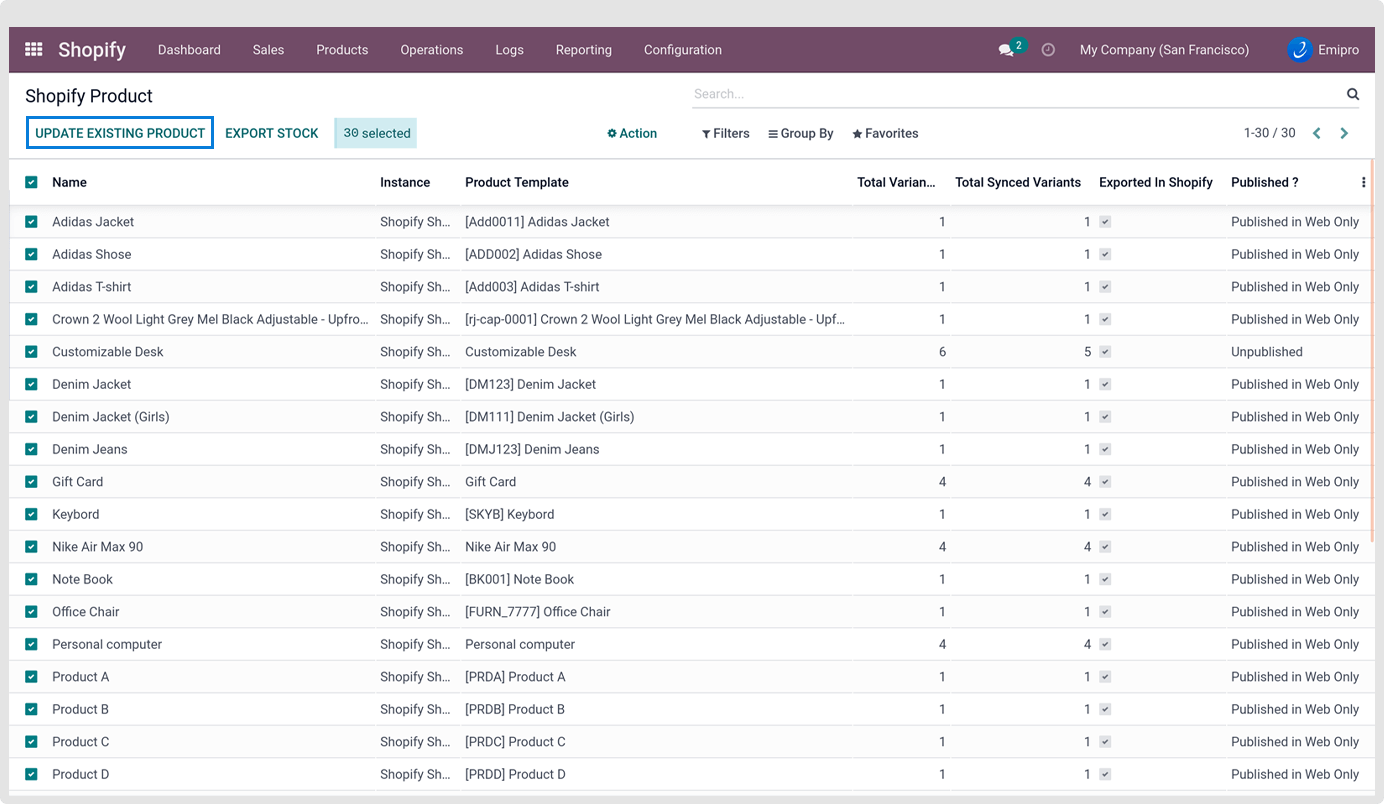 Shopify Dashboard Sales Products Operations Logs Reporting Configuration 2 My Company (San Francisco) Emipro
Shopify Product Search...
UPDATE EXISTING PRODUCT EXPORT STOCK 30 selected Action Filters Group By Favorites 1-30 / 30
Name Instance Product Template Total Varian... Total Synced Variants Exported In Shopify Published ?
Adidas Jacket Shopify Sh... [Add0011] Adidas Jacket 1 1 Published in Web Only
Adidas Shose Shopify Sh... [ADD002] Adidas Shose 1 1 Published in Web Only
Adidas T-shirt Shopify Sh... [Add003] Adidas T-shirt 1 1 Published in Web Only
Crown 2 Wool Light Grey Mel Black Adjustable - Upfro... Shopify Sh... [rj-cap-0001] Crown 2 Wool Light Grey Mel Black Adjustable - Upf... 1 1 Published in Web Only
Customizable Desk Shopify Sh... Customizable Desk 6 5 Unpublished
Denim Jacket Shopify Sh... [DM123] Denim Jacket 1 1 Published in Web Only
Denim Jacket (Girls) Shopify Sh... [DM111] Denim Jacket (Girls) 1 1 Published in Web Only
Denim Jeans Shopify Sh... [DMJ123] Denim Jeans 1 1 Published in Web Only
Gift Card Shopify Sh... Gift Card 4 4 Published in Web Only
Keybord Shopify Sh... [SKYB] Keybord 1 1 Published in Web Only
Nike Air Max 90 Shopify Sh... Nike Air Max 90 4 4 Published in Web Only
Note Book Shopify Sh... [BK001] Note Book 1 1 Published in Web Only
Office Chair Shopify Sh... [FURN_7777] Office Chair 1 1 Published in Web Only
Personal computer Shopify Sh... Personal computer 4 4 Published in Web Only
Product A Shopify Sh... [PRDA] Product A 1 1 Published in Web Only
Product B Shopify Sh... [PRDB] Product B 1 1 Published in Web Only
Product C Shopify Sh... [PRDC] Product C 1 1 Published in Web Only
Product D Shopify Sh... [PRDD] Product D 1 1 Published in Web Only